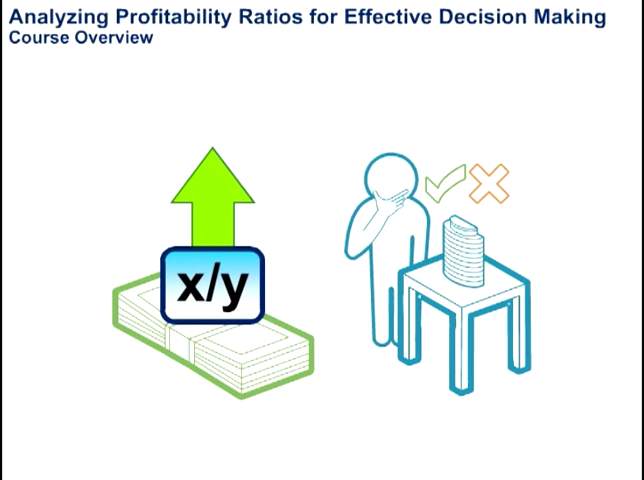 Analyzing Profitability Ratios for Effective Decision Making
Course Overview
x/y